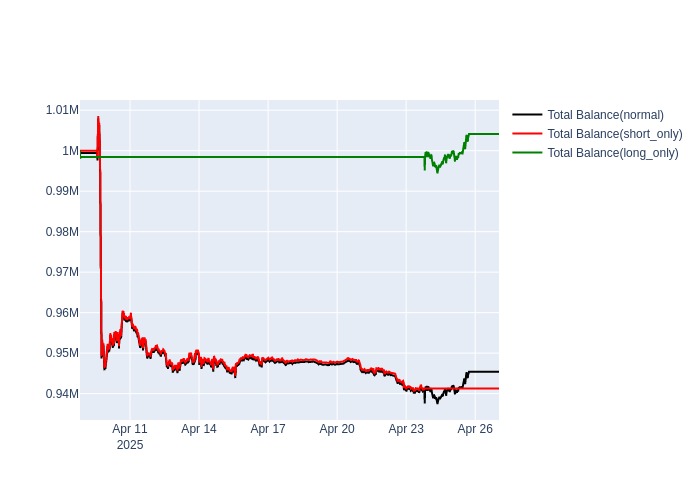 1.01M
1M
0.99M
0.98M
0.97M
0.96M
0.95M
0.94M
Apr 11
2025
Apr 14
Apr 17
Apr 20
Apr 23
Apr 26
Total Balance(normal)
Total Balance(short_only)
Total Balance(long_only)